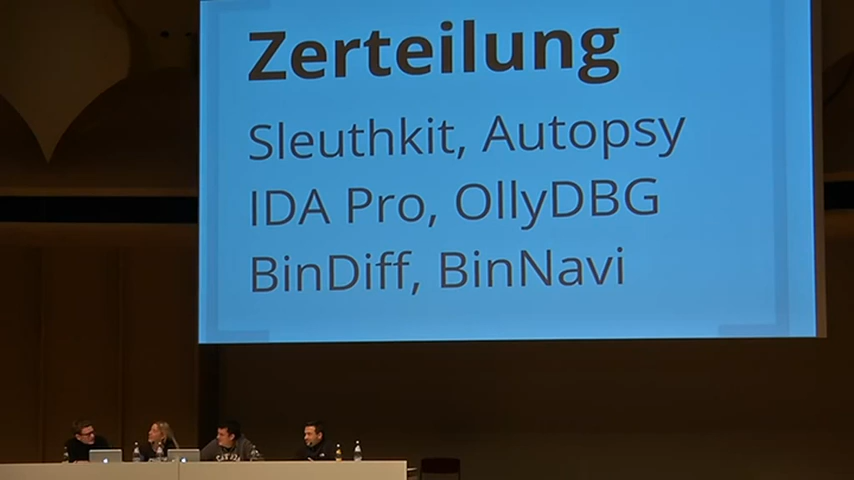 Zerteilung
Sleuthkit, Autopsy
IDA Pro, OllyDBG
BinDiff, BinNavi